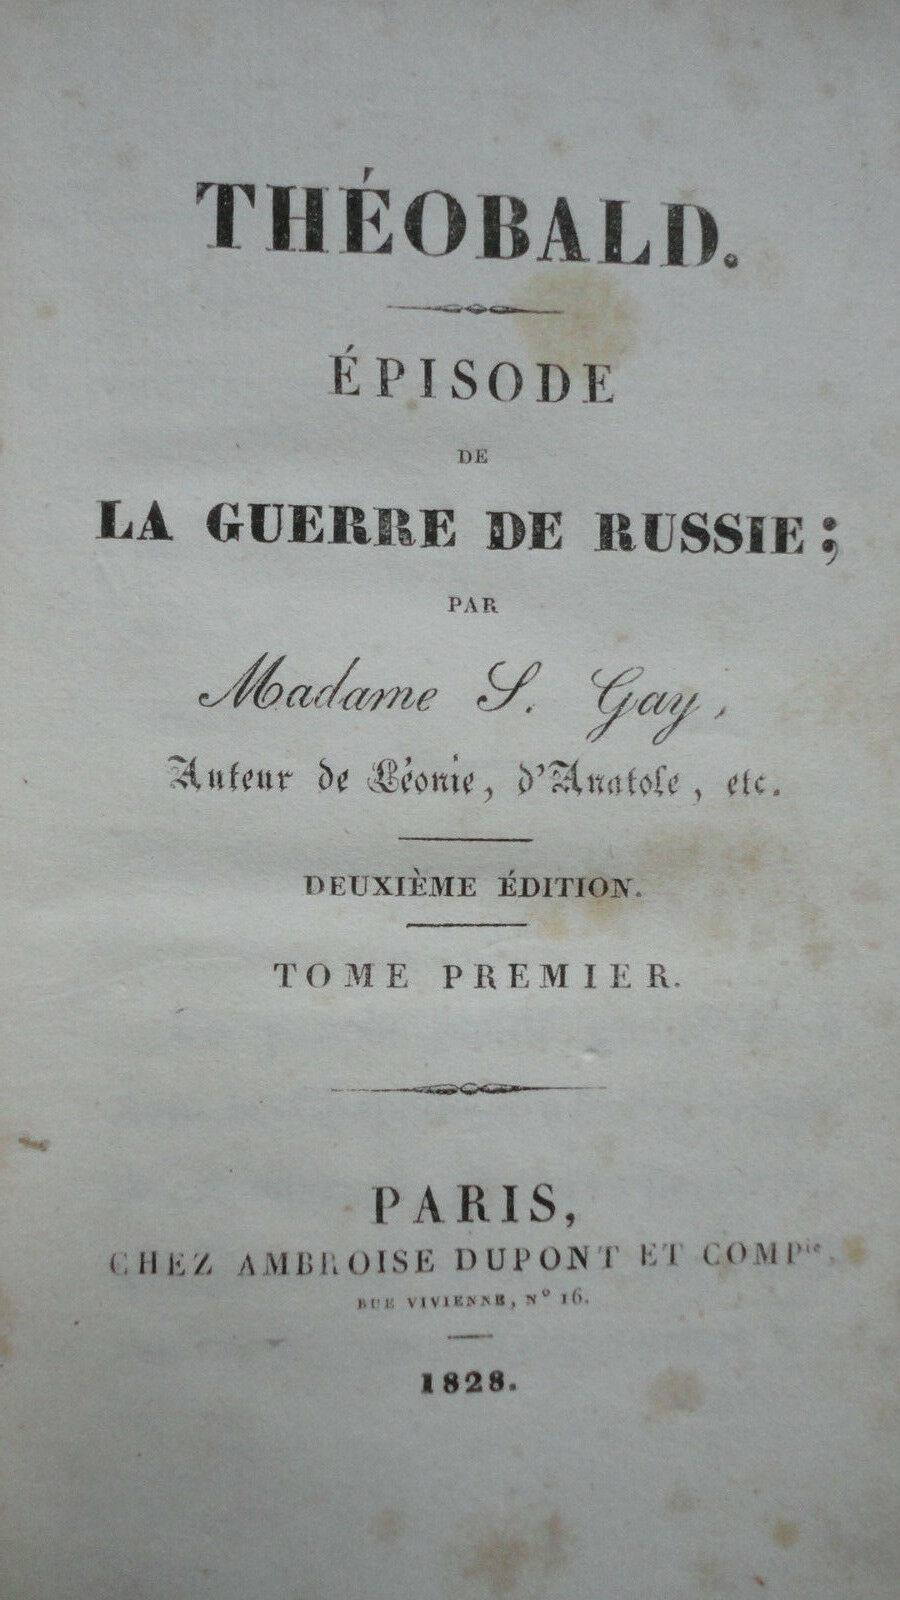 THÉOBALD.
ÉPISODE
DE
LA GUERRE DE RUSSIE;
PAR
Madame S. Gay,
Auteur de Léonie, d'Anatole, etc.
DEUXIÈME ÉDITION.
TOME PREMIER.
PARIS,
CHEZ AMBROISE DUPONT ET COMPie,
RUE VIVIENNE, N° 16.
1828.